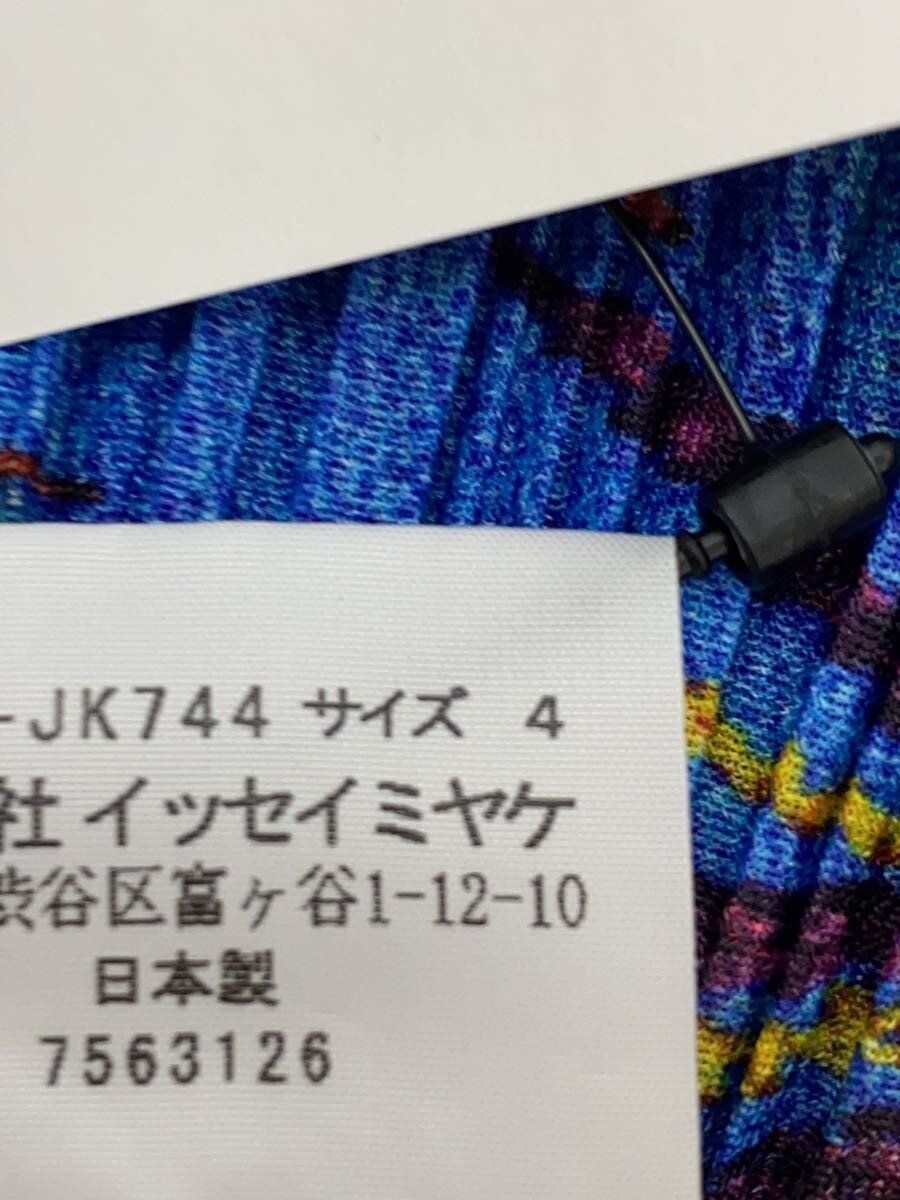 -JK744 サイズ 4
社 イッセイミヤケ
渋谷区富ヶ谷1-12-10
日本製
7563126